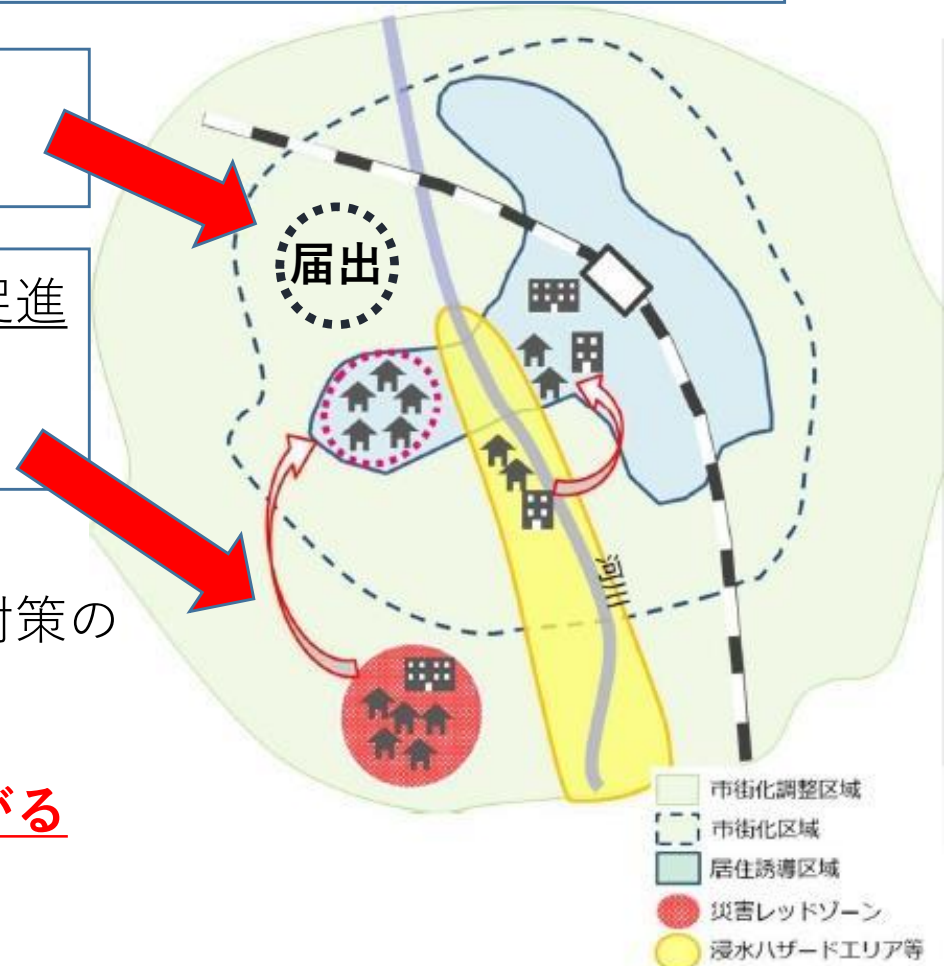 届出
促進
対策の
がる
河川
市街化調整区域
市街化区域
居住誘導区域
災害レッドゾーン
浸水ハザードエリア等